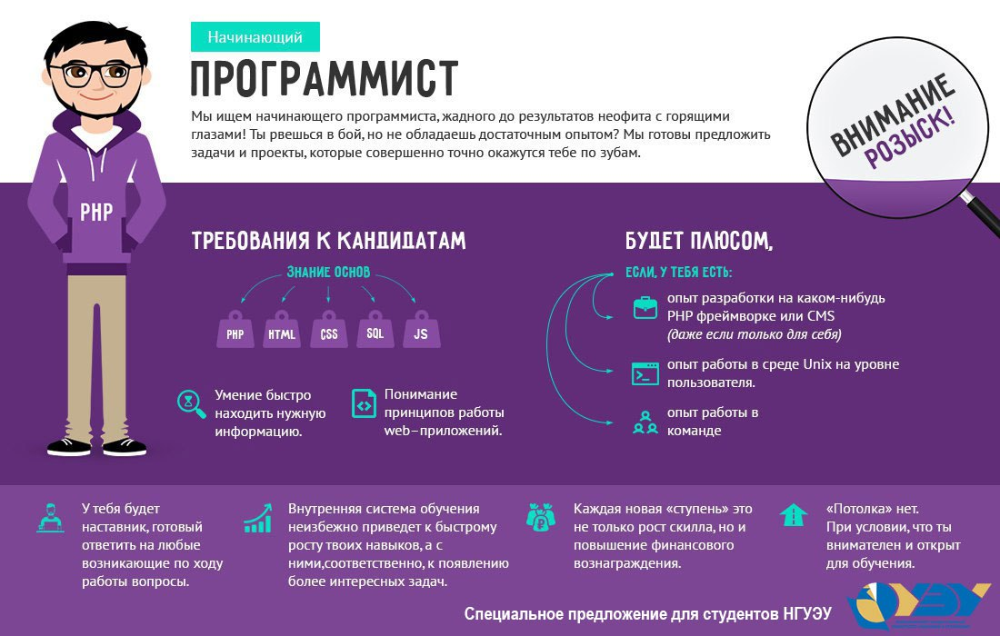 Начинающий
ПРОГРАММИСТ
Мы ищем начинающего программиста, жадного до результатов неофита с горящими
глазами! Ты рвешься в бой, но не обладаешь достаточным опытом? Мы готовы предложить
задачи и проекты, которые совершенно точно окажутся тебе по зубам.
ВНИМАНИЕ
РОЗЫСК!
PHP
ТРЕБОВАНИЯ К КАНДИДАТАМ
ЗНАНИЕ ОСНОВ
PHP
HTML
CSS
SQL
JS
Умение быстро
находить нужную
информацию.
Понимание
принципов работы
web–приложений.
БУДЕТ ПЛЮСОМ,
ЕСЛИ, У ТЕБЯ ЕСТЬ:
опыт разработки на каком-нибудь
PHP фреймворке или CMS
(даже если только для себя)
опыт работы в среде Unix на уровне
пользователя.
опыт работы в
команде
У тебя будет
наставник, готовый
ответить на любые
возникающие по ходу
работы вопросы.
Внутренняя система обучения
неизбежно приведет к быстрому
росту твоих навыков, а с
ними,соответственно, к появлению
более интересных задач.
Каждая новая «ступень» это
не только рост скилла, но и
повышение финансового
вознаграждения.
«Потолка» нет.
При условии, что ты
внимателен и открыт
для обучения.
Специальное предложение для студентов НГУЭУ